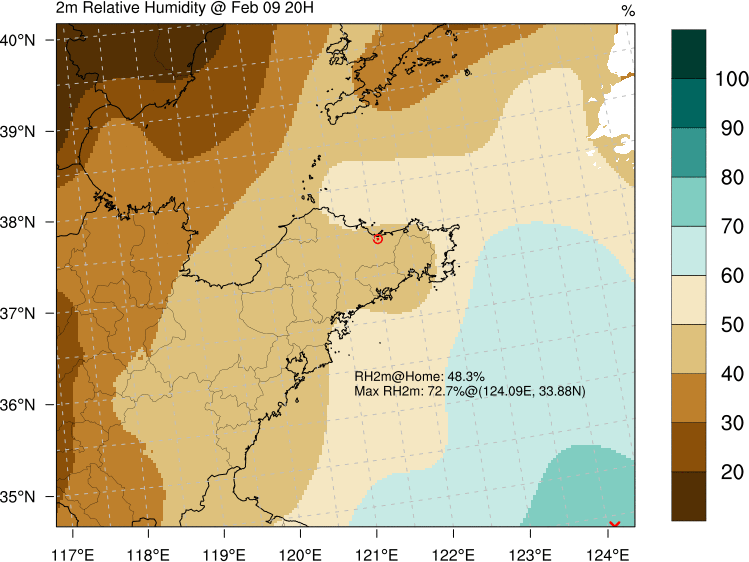 2m Relative Humidity @ Feb 09 20H
%
40°N
39°N
38°N
37°N
36°N
35°N
RH2m@Home: 48.3%
Max RH2m: 72.7%@(124.09E, 33.88N)
117°E 118°E 119°E 120°E 121°E 122°E 123°E 124°E
100
90
80
70
60
50
40
30
20